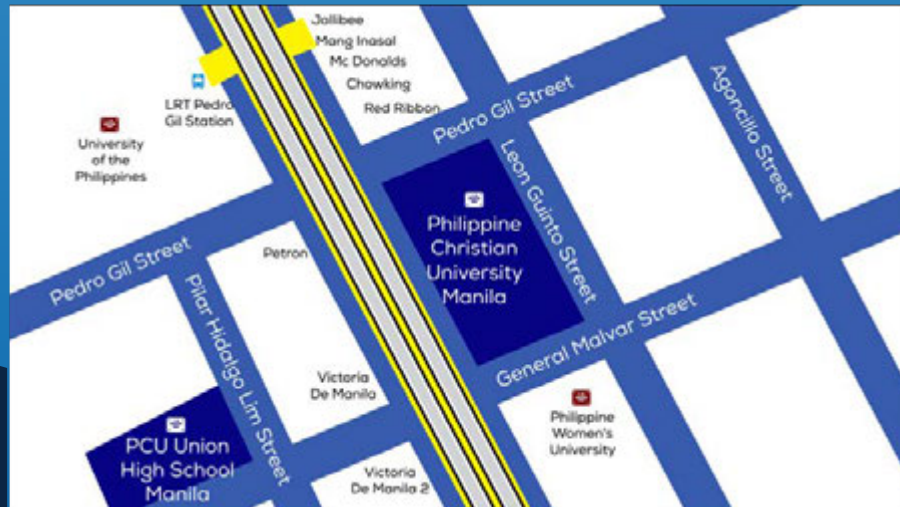 Jollibee
Mang Inasal
Mc Donalds
Chowking
Red Ribbon
LRT Pedro
Gil Station
University
of the
Philippines
Pedro Gil Street
Agoncillo Street
Leon Guinto Street
Philippine
Christian
University
Manila
Petron
Pedro Gil Street
Pilar Hidalgo Lim Street
General Malvar Street
Victoria
De Manila
Philippine
Women's
University
PCU Union
High School
Manila
Victoria
De Manila 2